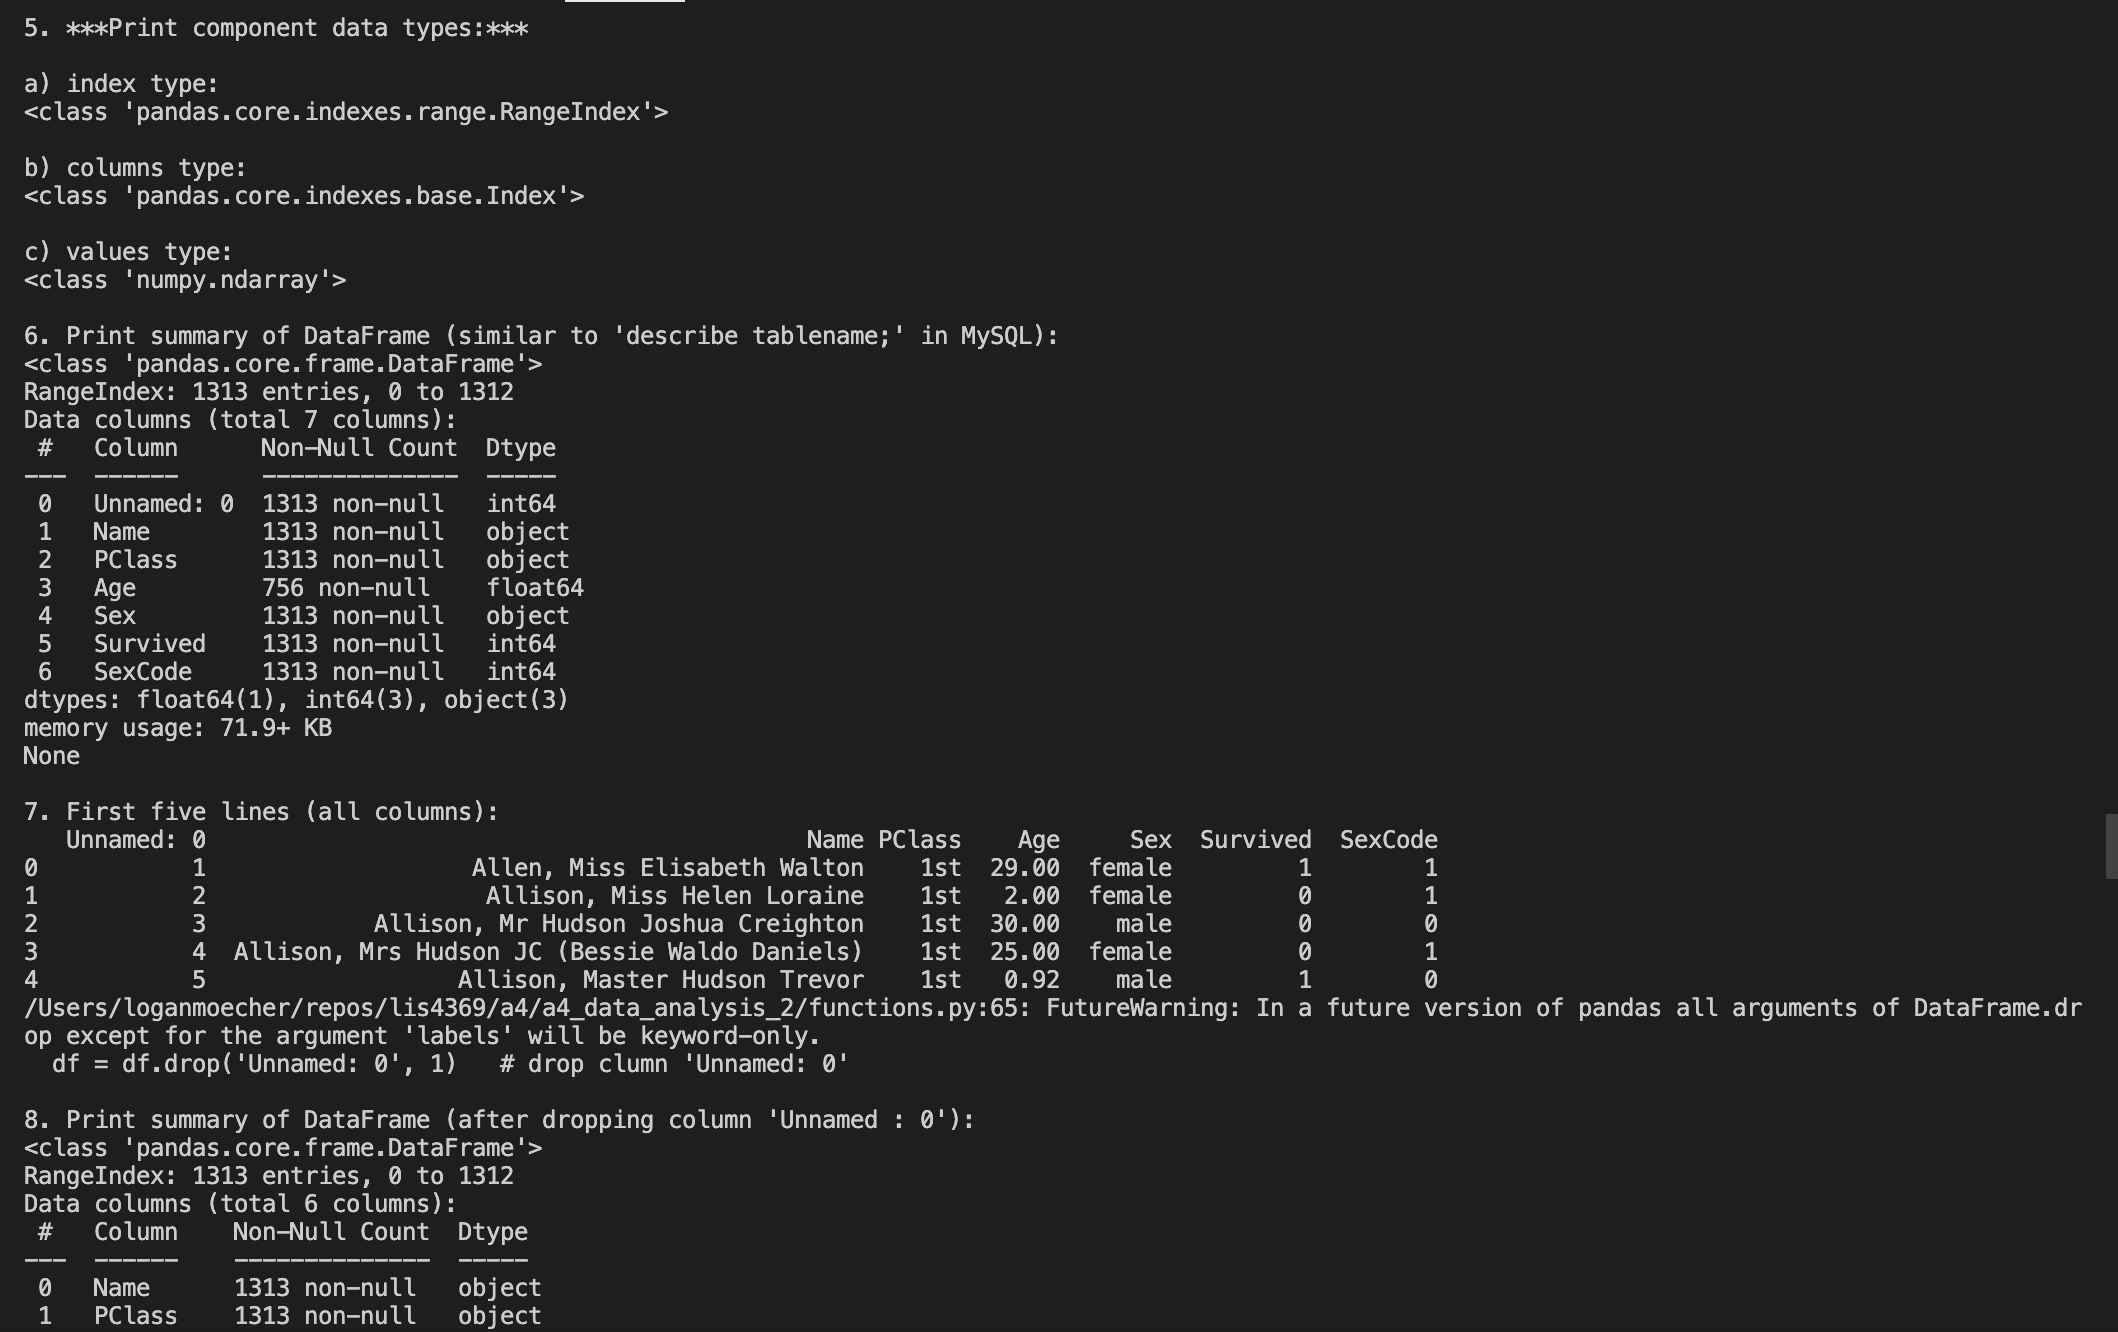 5. ***Print component data types:***
a) index type:
<class 'pandas.core.indexes.range.RangeIndex'>
b) columns type:
<class 'pandas.core.indexes.base.Index'>
c) values type:
<class 'numpy.ndarray'>
6. Print summary of DataFrame (similar to 'describe tablename;' in MySQL):
<class 'pandas.core.frame.DataFrame'>
RangeIndex: 1313 entries, 0 to 1312
Data columns (total 7 columns):
 #   Column      Non-Null Count  Dtype
---  ------      --------------  -----
 0   Unnamed: 0  1313 non-null   int64
 1   Name        1313 non-null   object
 2   PClass      1313 non-null   object
 3   Age         756 non-null    float64
 4   Sex         1313 non-null   object
 5   Survived    1313 non-null   int64
 6   SexCode     1313 non-null   int64
dtypes: float64(1), int64(3), object(3)
memory usage: 71.9+ KB
None
7. First five lines (all columns):
   Unnamed: 0                                           Name PClass    Age     Sex  Survived  SexCode
0           1                   Allen, Miss Elisabeth Walton    1st  29.00  female         1        1
1           2                    Allison, Miss Helen Loraine    1st   2.00  female         0        1
2           3            Allison, Mr Hudson Joshua Creighton    1st  30.00    male         0        0
3           4  Allison, Mrs Hudson JC (Bessie Waldo Daniels)    1st  25.00  female         0        1
4           5                  Allison, Master Hudson Trevor    1st   0.92    male         1        0
/Users/loganmoecher/repos/lis4369/a4/a4_data_analysis_2/functions.py:65: FutureWarning: In a future version of pandas all arguments of DataFrame.dr
op except for the argument 'labels' will be keyword-only.
  df = df.drop('Unnamed: 0', 1)   # drop clumn 'Unnamed: 0'
8. Print summary of DataFrame (after dropping column 'Unnamed : 0'):
<class 'pandas.core.frame.DataFrame'>
RangeIndex: 1313 entries, 0 to 1312
Data columns (total 6 columns):
 #   Column    Non-Null Count  Dtype
---  ------    --------------  -----
 0   Name      1313 non-null   object
 1   PClass    1313 non-null   object